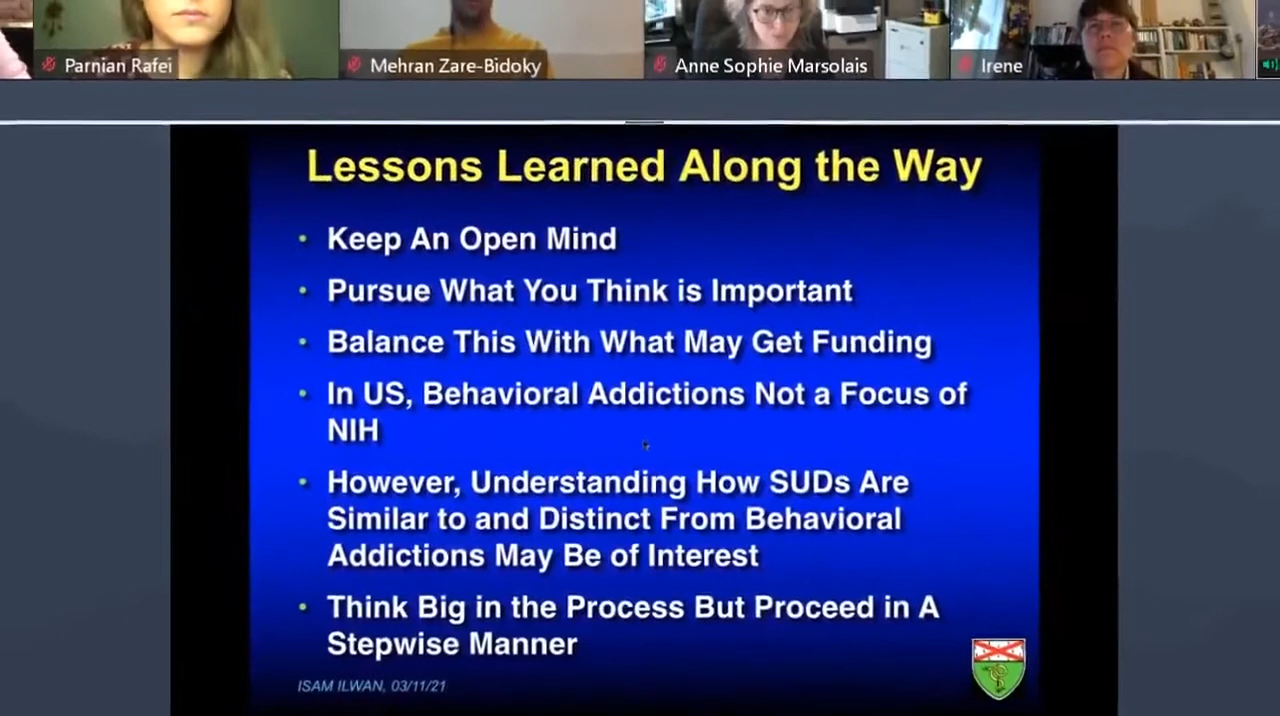 Parnian Rafei
Mehran Zare-Bidoky
Anne Sophie Marsolais
Irene
Lessons Learned Along the Way
• Keep An Open Mind
• Pursue What You Think is Important
• Balance This With What May Get Funding
• In US, Behavioral Addictions Not a Focus of
NIH
• However, Understanding How SUDs Are
Similar to and Distinct From Behavioral
Addictions May Be of Interest
• Think Big in the Process But Proceed in A
Stepwise Manner
ISAM ILWAN, 03/11/21